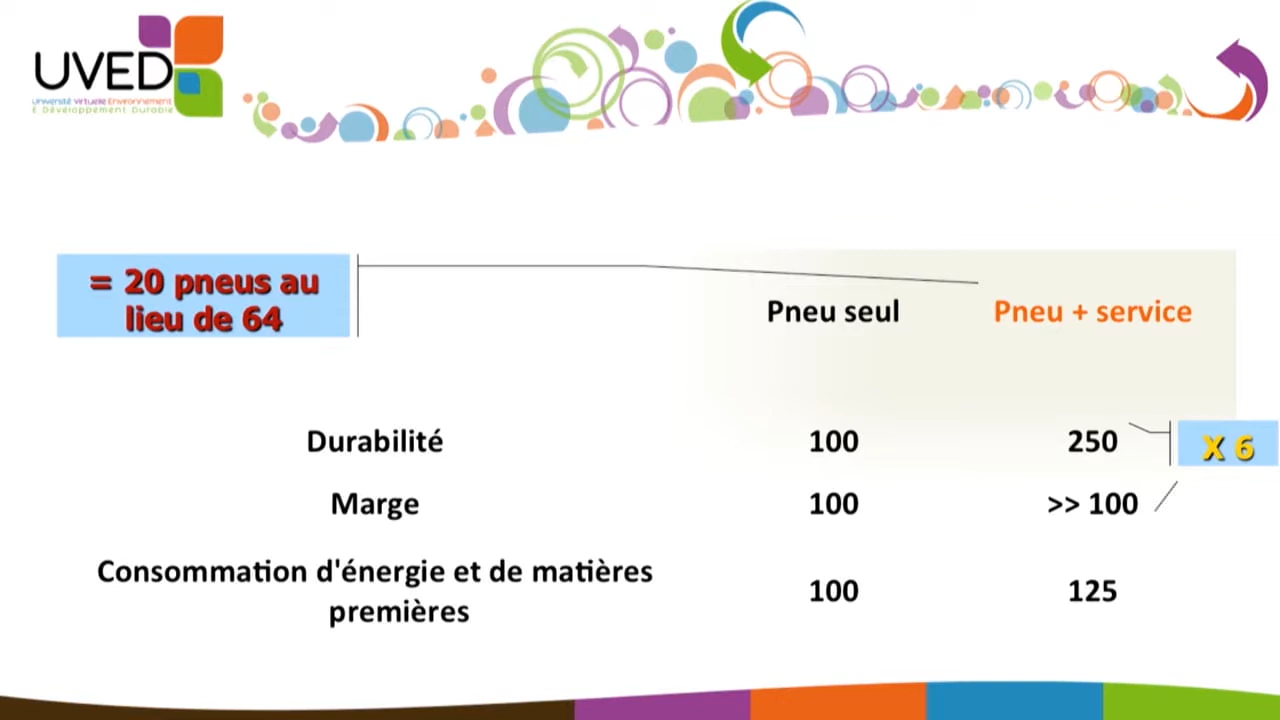 UVED
Université Virtuelle Environnement
& Développement Durable
= 20 pneus au
lieu de 64
Pneu seul
Pneu + service
Durabilité
100
250
X 6
Marge
100
>> 100
Consommation d'énergie et de matières
premières
100
125